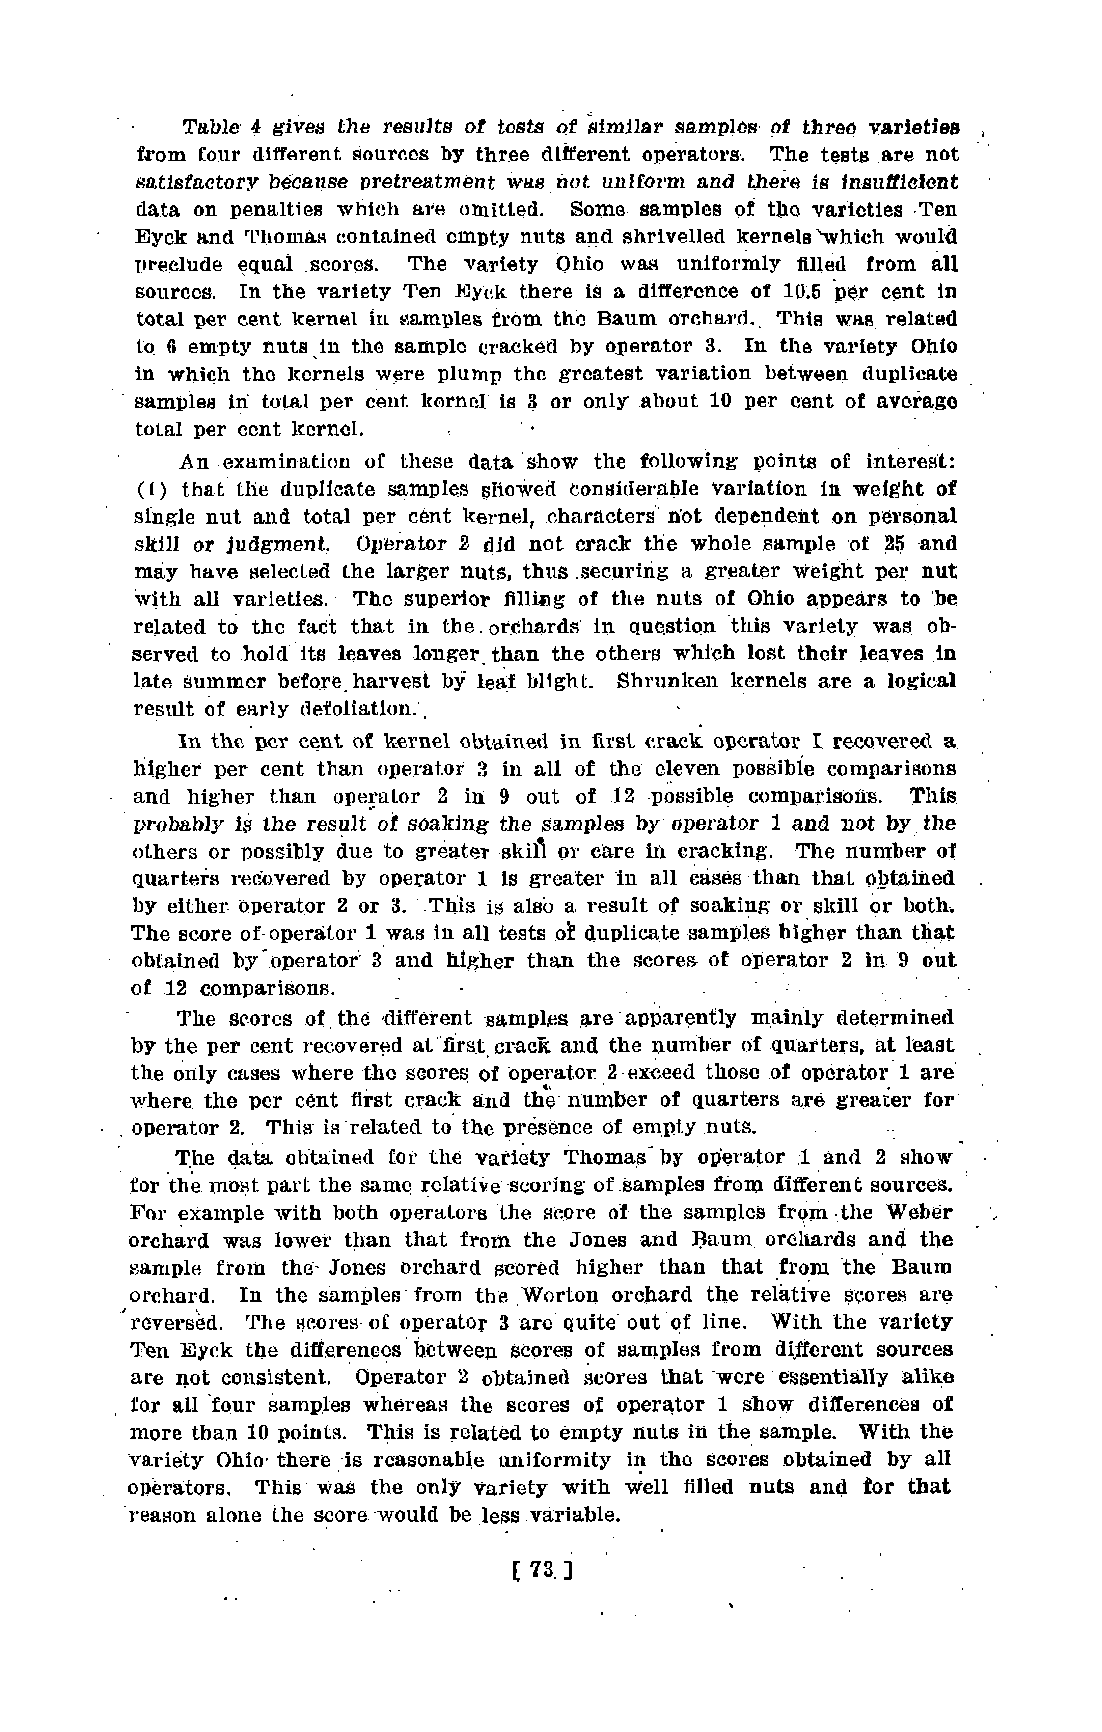 Table 4 gives the results of tests of similar samples of three varieties
from four different sources by three different operators. The tests are not
satisfactory because pretreatment was not uniform and there is insufficient
data on penalties which are omitted. Some samples of the varieties Ten
Eyck and Thomas contained empty nuts and shrivelled kernels which would
preclude equal scores. The variety Ohio was uniformly filled from all
sources. In the variety Ten Eyck there is a difference of 10.5 per cent in
total per cent kernel in samples from the Baum orchard. This was related
to 6 empty nuts in the sample cracked by operator 3. In the variety Ohio
in which the kernels were plump the greatest variation between duplicate
samples in total per cent kernel is 3 or only about 10 per cent of average
total per cent kernel.
An examination of these data show the following points of interest:
(1) that the duplicate samples showed considerable variation in weight of
single nut and total per cent kernel, characters not dependent on personal
skill or judgment. Operator 2 did not crack the whole sample of 25 and
may have selected the larger nuts, thus securing a greater weight per nut
with all varieties. The superior filling of the nuts of Ohio appears to be
related to the fact that in the orchards in question this variety was ob-
served to hold its leaves longer than the others which lost their leaves in
late summer before harvest by leaf blight. Shrunken kernels are a logical
result of early defoliation.
In the per cent of kernel obtained in first crack operator I recovered a
higher per cent than operator 3 in all of the eleven possible comparisons
and higher than operator 2 in 9 out of 12 possible comparisons. This
probably is the result of soaking the samples by operator 1 and not by the
others or possibly due to greater skill or care in cracking. The number of
quarters recovered by operator 1 is greater in all cases than that obtained
by either operator 2 or 3. This is also a result of soaking or skill or both.
The score of operator 1 was in all tests of duplicate samples higher than that
obtained by operator 3 and higher than the scores of operator 2 in 9 out
of 12 comparisons.
The scores of the different samples are apparently mainly determined
by the per cent recovered at first crack and the number of quarters, at least
the only cases where the scores of operator 2 exceed those of operator 1 are
where the per cent first crack and the number of quarters are greater for
operator 2. This is related to the presence of empty nuts.
The data obtained for the variety Thomas by operator 1 and 2 show
for the most part the same relative scoring of samples from different sources.
For example with both operators the score of the samples from the Weber
orchard was lower than that from the Jones and Baum orchards and the
sample from the Jones orchard scored higher than that from the Baum
orchard. In the samples from the Worton orchard the relative scores are
reversed. The scores of operator 3 are quite out of line. With the variety
Ten Eyck the differences between scores of samples from different sources
are not consistent. Operator 2 obtained scores that were essentially alike
for all four samples whereas the scores of operator 1 show differences of
more than 10 points. This is related to empty nuts in the sample. With the
variety Ohio there is reasonable uniformity in the scores obtained by all
operators. This was the only variety with well filled nuts and for that
reason alone the score would be less variable.
[ 73 ]